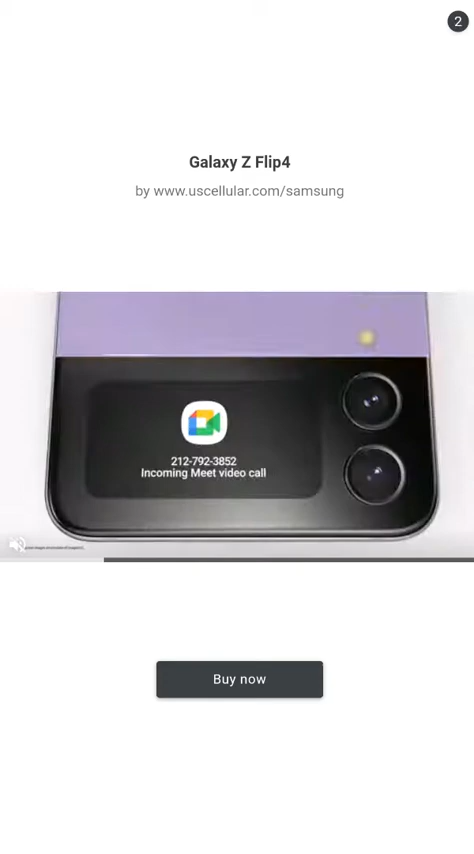 2
Galaxy Z Flip4
by www.uscellular.com/samsung
212-792-3852
Incoming Meet video call
Buy now